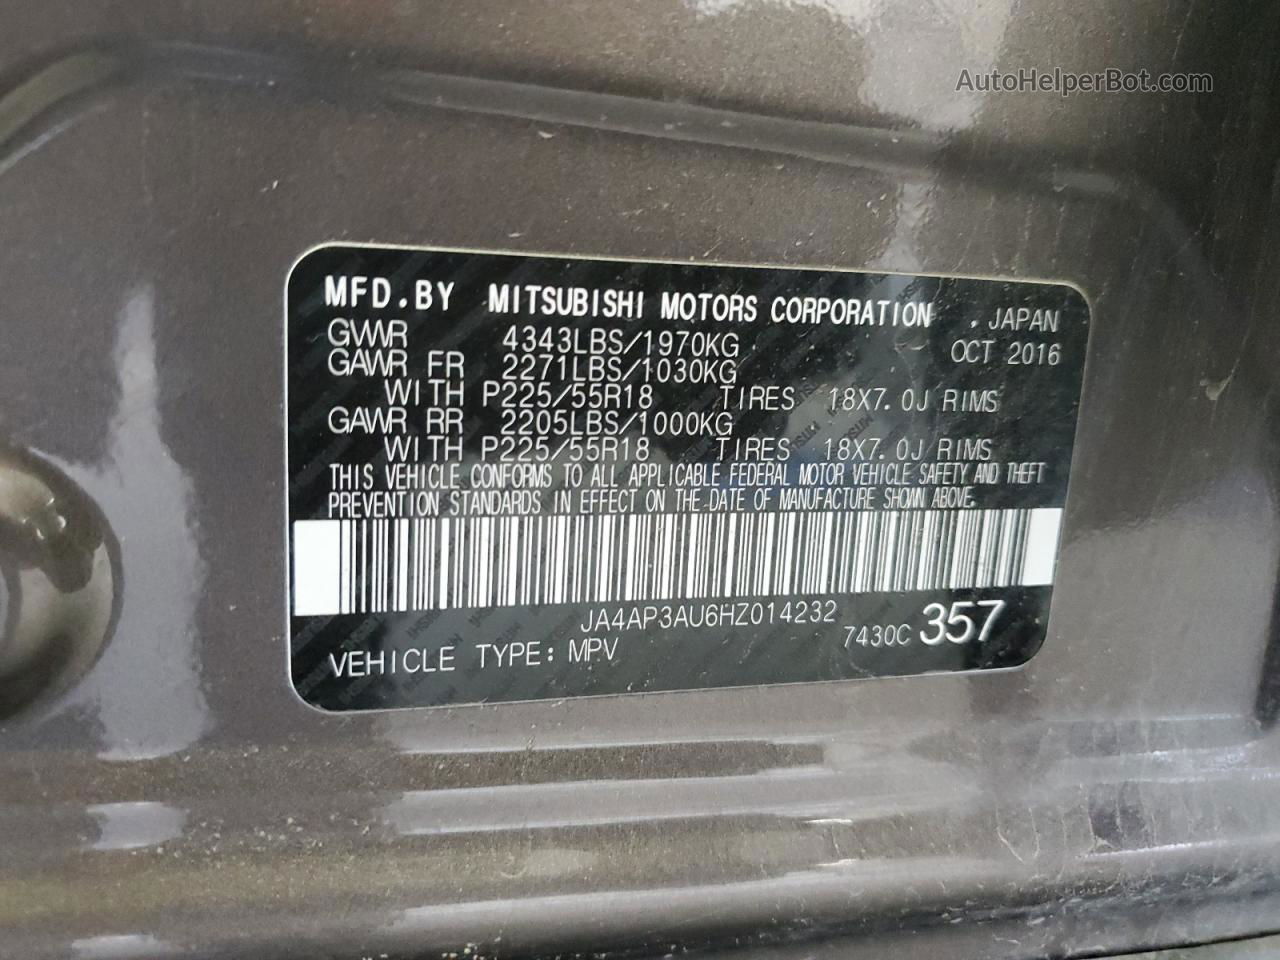 AutoHelperBot.com
MFD.BY MITSUBISHI MOTORS CORPORATION, JAPAN
GVWR 4343LBS/1970KG OCT 2016
GAWR FR 2271LBS/1030KG
WITH P225/55R18 TIRES 18X7.0J RIMS
GAWR RR 2205LBS/1000KG
WITH P225/55R18 TIRES 18X7.0J RIMS
THIS VEHICLE CONFORMS TO ALL APPLICABLE FEDERAL MOTOR VEHICLE SAFETY AND THEFT
PREVENTION STANDARDS IN EFFECT ON THE DATE OF MANUFACTURE SHOWN ABOVE.
JA4AP3AU6HZ014232
7430C 357
VEHICLE TYPE: MPV